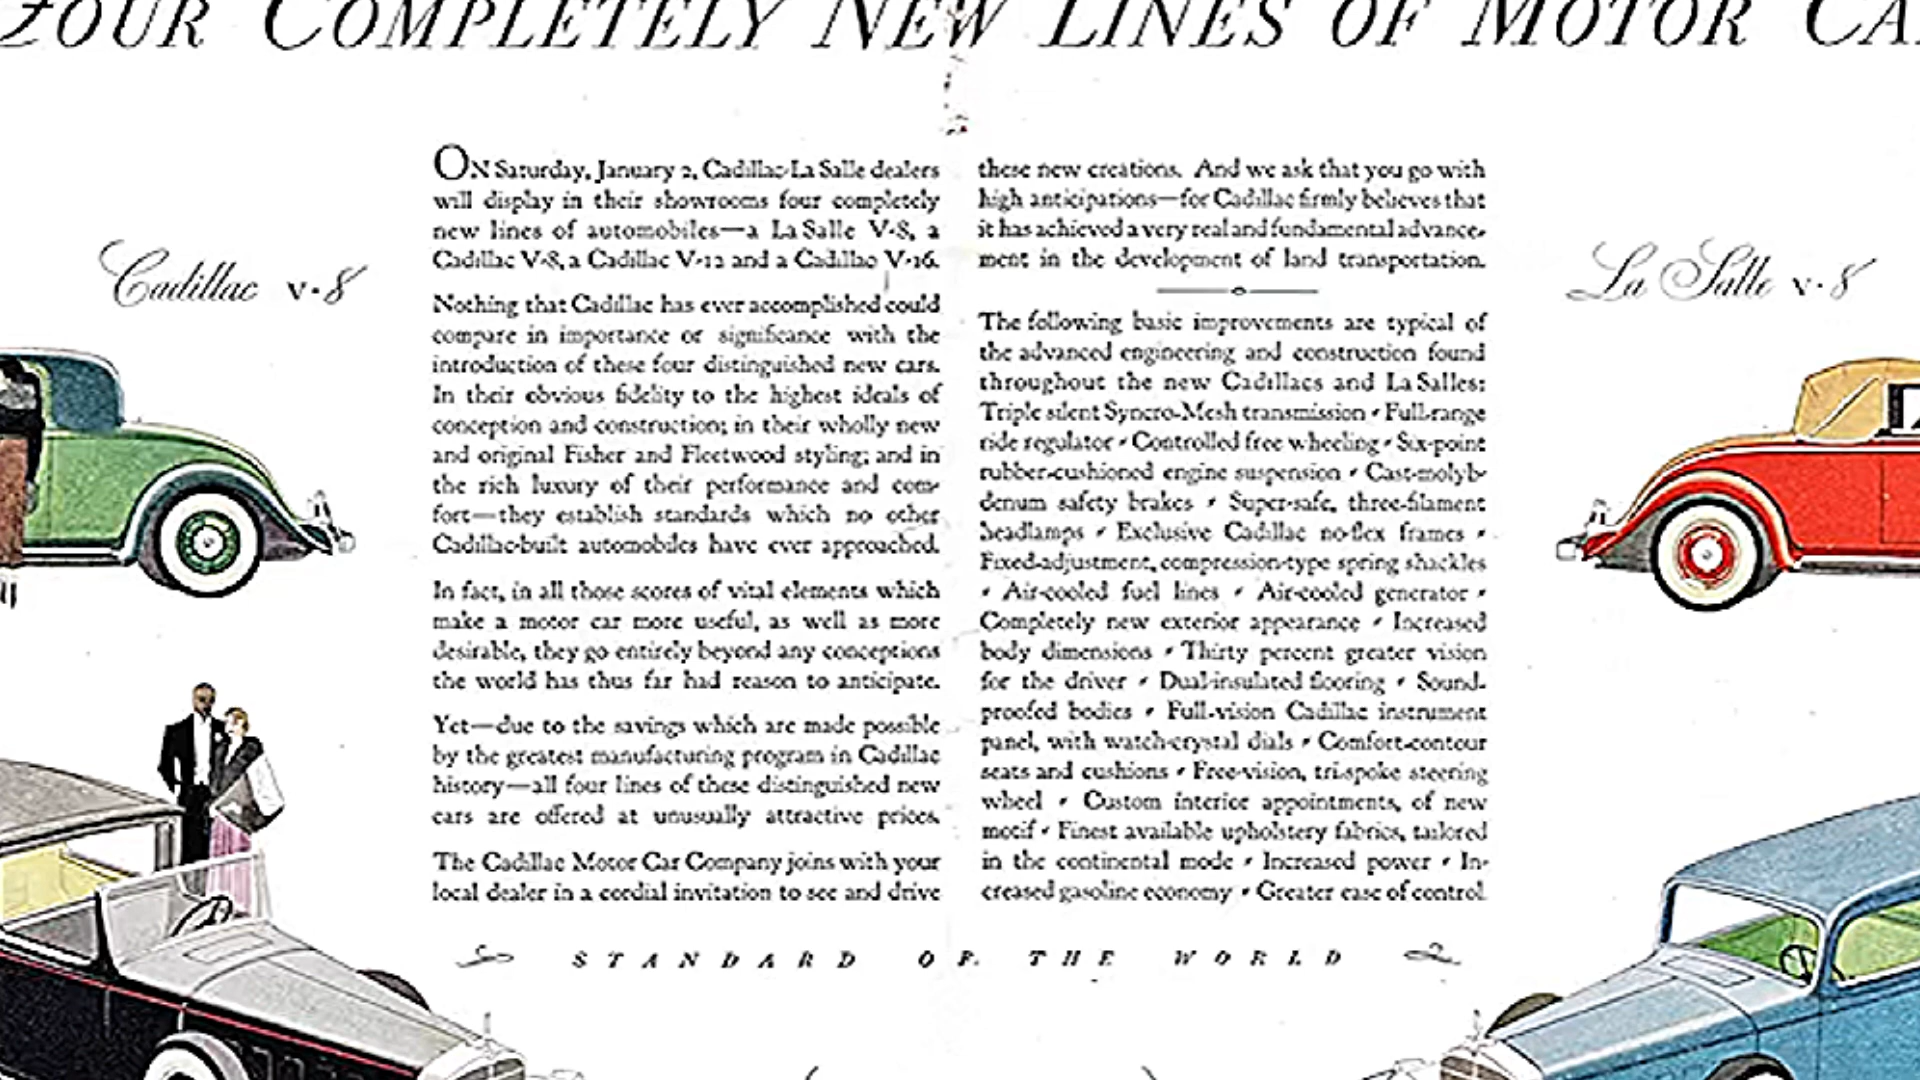 FOUR COMPLETELY NEW LINES OF MOTOR CA
Cadillac V-8
ON Saturday, January 2, Cadillac-La Salle dealers
will display in their showrooms four completely
new lines of automobiles—a La Salle V-8, a
Cadillac V-8, a Cadillac V-12 and a Cadillac V-16.
Nothing that Cadillac has ever accomplished could
compare in importance or significance with the
introduction of these four distinguished new cars.
In their obvious fidelity to the highest ideals of
conception and construction; in their wholly new
and original Fisher and Fleetwood styling; and in
the rich luxury of their performance and com-
fort—they establish standards which no other
Cadillac-built automobiles have ever approached.
In fact, in all those scores of vital elements which
make a motor car more useful, as well as more
desirable, they go entirely beyond any conceptions
the world has thus far had reason to anticipate.
Yet—due to the savings which are made possible
by the greatest manufacturing program in Cadillac
history—all four lines of these distinguished new
cars are offered at unusually attractive prices.
The Cadillac Motor Car Company joins with your
local dealer in a cordial invitation to see and drive
these new creations. And we ask that you go with
high anticipations—for Cadillac firmly believes that
it has achieved a very real and fundamental advance-
ment in the development of land transportation.
The following basic improvements are typical of
the advanced engineering and construction found
throughout the new Cadillacs and La Salles:
Triple silent Syncro-Mesh transmission • Full-range
ride regulator • Controlled free wheeling • Six-point
rubber-cushioned engine suspension • Cast-molyb-
denum safety brakes • Super-safe, three-filament
headlamps • Exclusive Cadillac no-flex frames •
Fixed-adjustment, compression-type spring shackles
• Air-cooled fuel lines • Air-cooled generator •
Completely new exterior appearance • Increased
body dimensions • Thirty percent greater vision
for the driver • Dual-insulated flooring • Sound-
proofed bodies • Full-vision Cadillac instrument
panel, with watch-crystal dials • Comfort-contour
seats and cushions • Free-vision, tri-spoke steering
wheel • Custom interior appointments, of new
motif • Finest available upholstery fabrics, tailored
in the continental mode • Increased power • In-
creased gasoline economy • Greater ease of control.
La Salle V-8
STANDARD OF THE WORLD